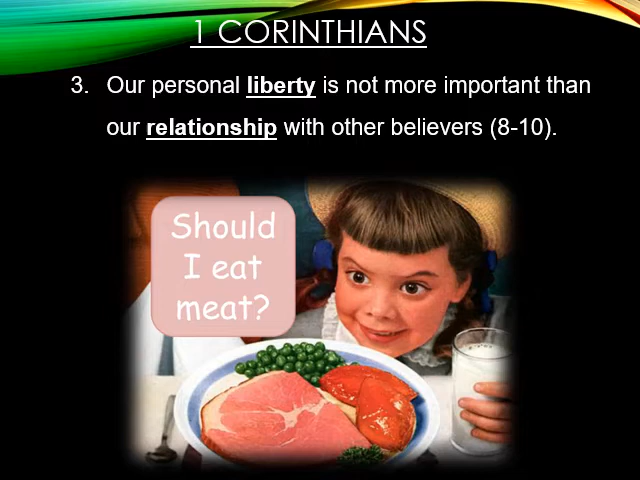 1 CORINTHIANS
3. Our personal liberty is not more important than
our relationship with other believers (8-10).
Should
I eat
meat?